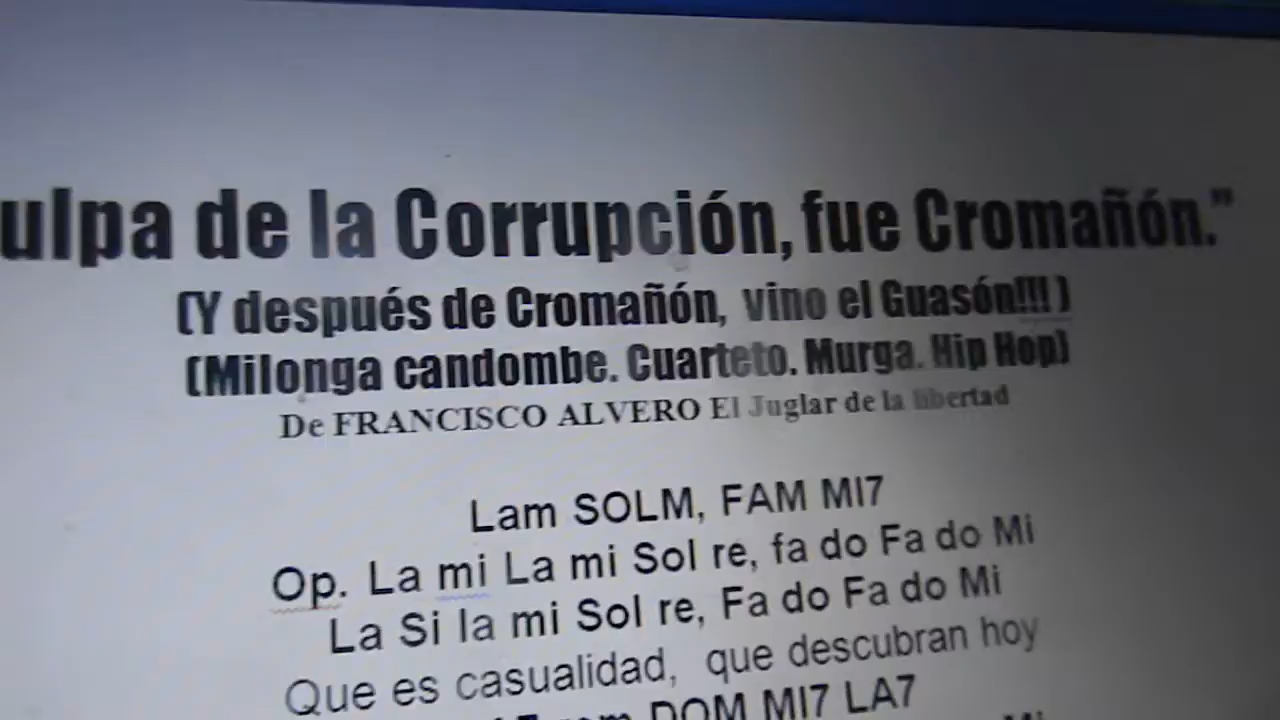 ulpa de la Corrupción, fue Cromañón."
(Y después de Cromañón, vino el Guasón!!! )
(Milonga candombe. Cuarteto. Murga. Hip Hop)
De FRANCISCO ALVERO El Juglar de la libertad
Lam SOLM, FAM MI7
Op. La mi La mi Sol re, fa do Fa do Mi
La Si la mi Sol re, Fa do Fa do Mi
Que es casualidad, que descubran hoy
DOM MI7 LA7